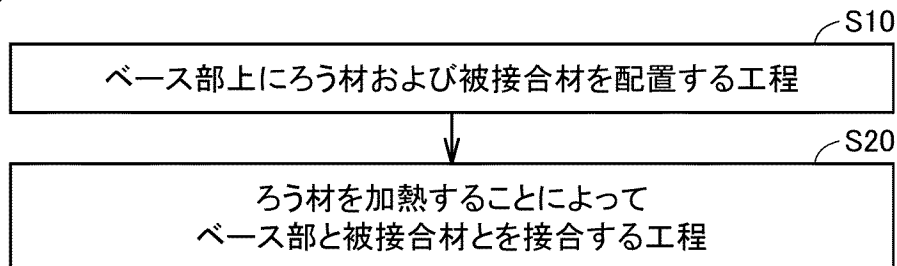 S10
ベース部上にろう材および被接合材を配置する工程
S20
ろう材を加熱することによって
ベース部と被接合材とを接合する工程